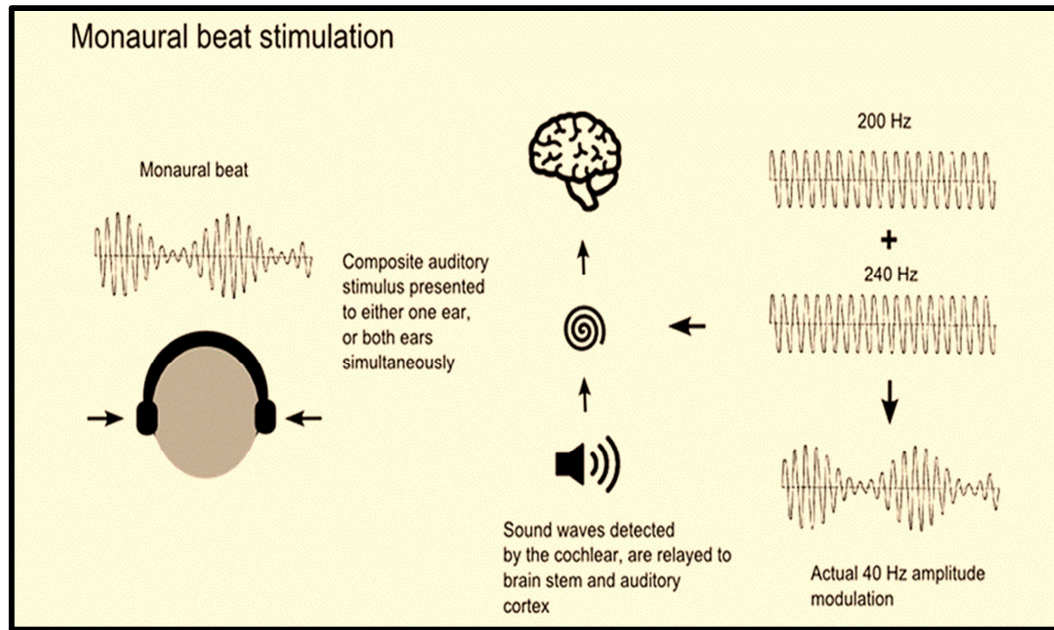 Monaural beat stimulation
Monaural beat
Composite auditory
stimulus presented
to either one ear,
or both ears
simultaneously
Sound waves detected
by the cochlear, are relayed to
brain stem and auditory
cortex
200 Hz
+
240 Hz
Actual 40 Hz amplitude
modulation